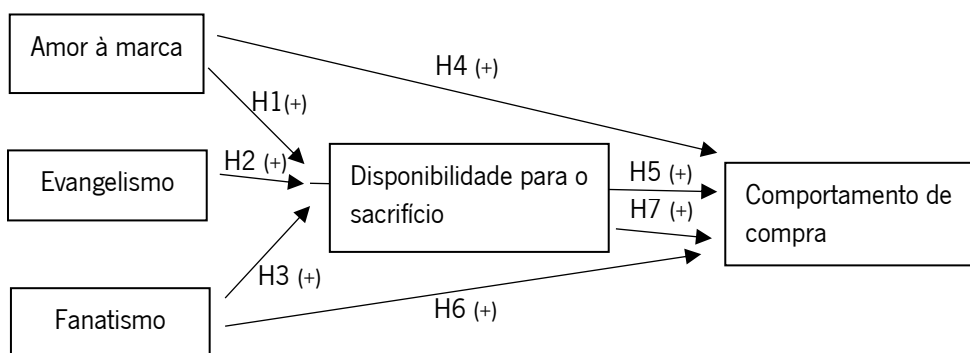 Amor à marca
H4 (+)
H1(+)
H2 (+)
Evangelismo
Disponibilidade para o
sacrifício
H5 (+)
H7 (+)
Comportamento de
compra
H3 (+)
H6 (+)
Fanatismo